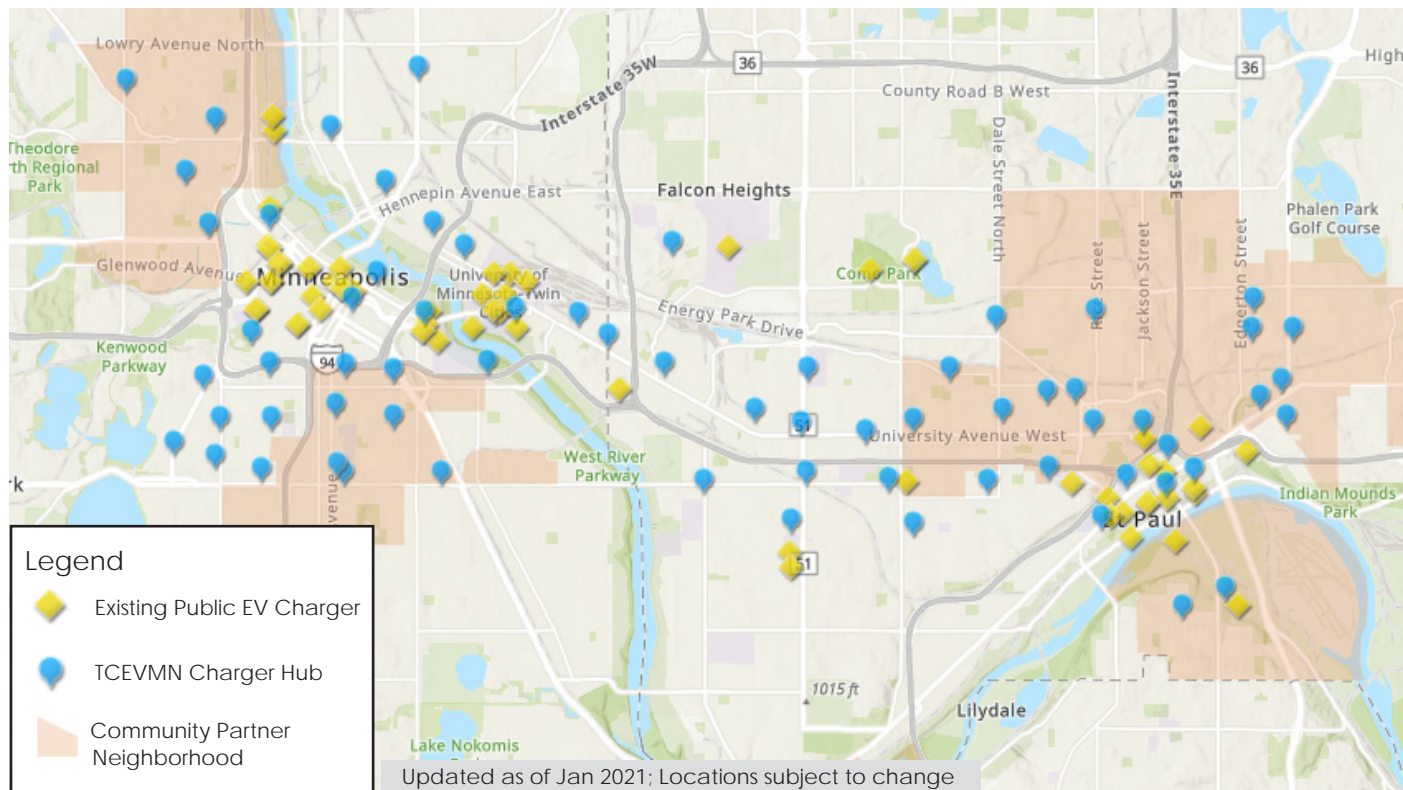 Lowry Avenue North
36
36
High
Interstate 35W
County Road B West
Interstate 35E
Dale Street North
Theodore
rth Regional
Park
Hennepin Avenue East
Falcon Heights
Phalen Park
Golf Course
Jackson Street
Edgerton Street
Rice Street
Glenwood Avenue
Minneapolis
University of
Minnesota-Twin
Cities
Como Park
Energy Park Drive
Kenwood
Parkway
94
51
University Avenue West
West River
Parkway
rk
venue
Indian Mounds
Park
St Paul
51
1015 ft
Lilydale
Lake Nokomis
Legend
Existing Public EV Charger
TCEVMN Charger Hub
Community Partner
Neighborhood
Updated as of Jan 2021; Locations subject to change